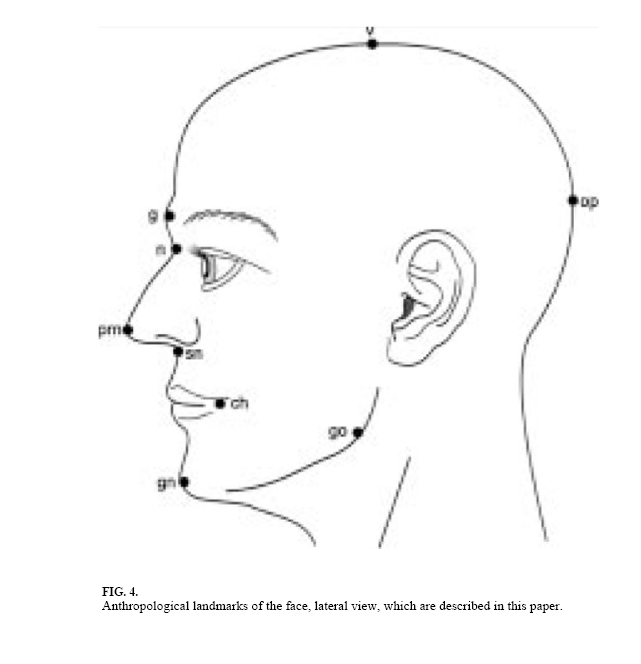 v
g
op
n
prn
sn
ch
go
gn
FIG. 4.
Anthropological landmarks of the face, lateral view, which are described in this paper.